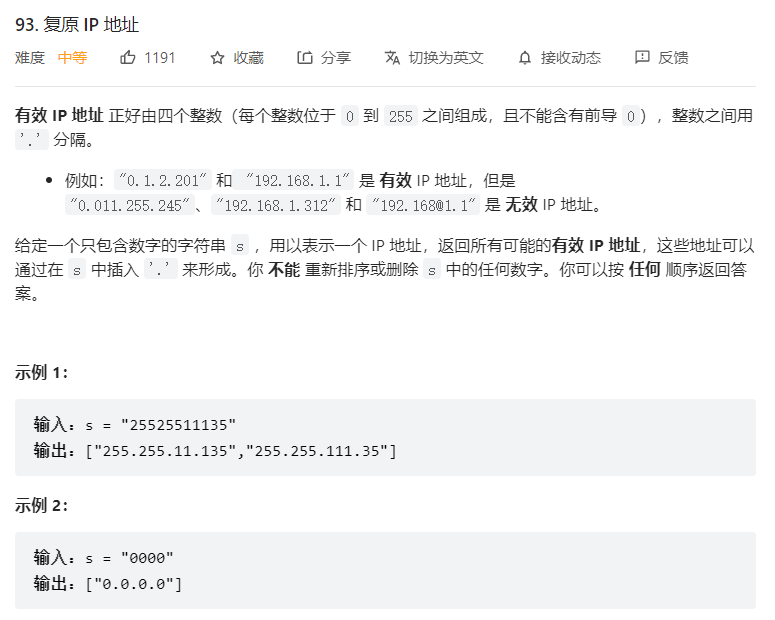 93. 复原 IP 地址
难度 中等 1191 收藏 分享 切换为英文 接收动态 反馈
有效 IP 地址 正好由四个整数（每个整数位于 0 到 255 之间组成，且不能含有前导 0），整数之间用
'.' 分隔。
• 例如："0.1.2.201" 和 "192.168.1.1" 是 有效 IP 地址，但是
"0.011.255.245"、"192.168.1.312" 和 "192.168@1.1" 是 无效 IP 地址。
给定一个只包含数字的字符串 s ，用以表示一个 IP 地址，返回所有可能的有效 IP 地址，这些地址可以
通过在 s 中插入 '.' 来形成。你 不能 重新排序或删除 s 中的任何数字。你可以按 任何 顺序返回答
案。
示例 1：
输入：s = "25525511135"
输出：["255.255.11.135","255.255.111.35"]
示例 2：
输入：s = "0000"
输出：["0.0.0.0"]